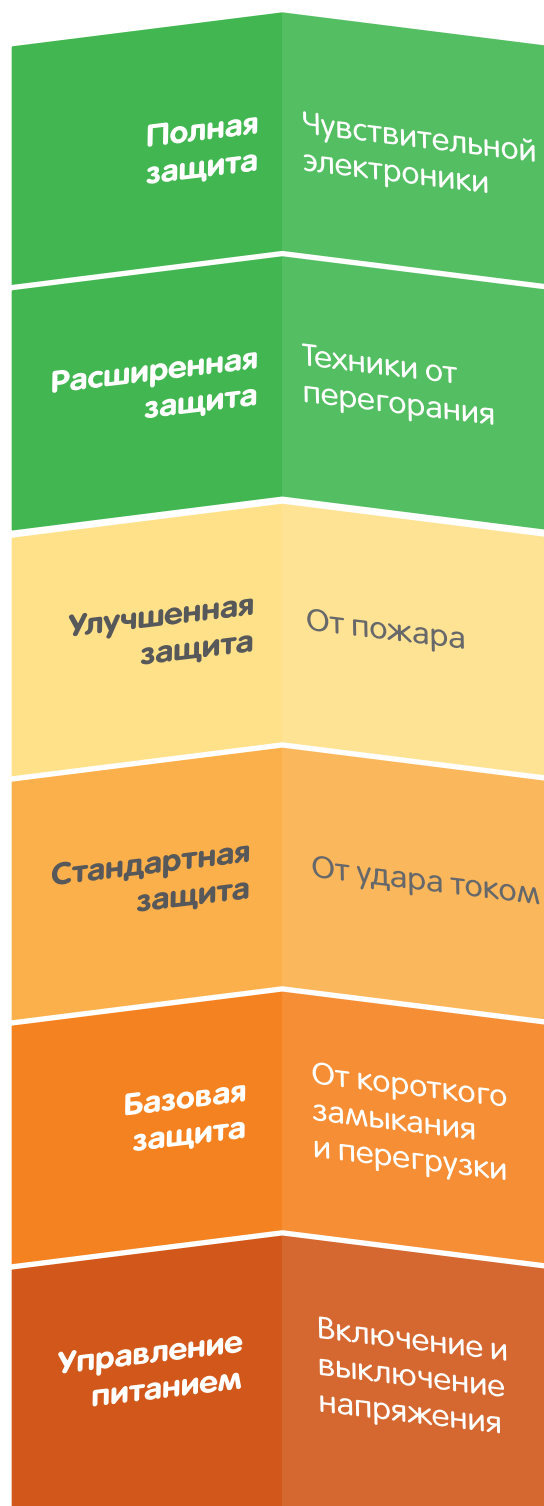 Полная
защита
Чувствительной
электроники
Расширенная
защита
Техники от
перегорания
Улучшенная
защита
От пожара
Стандартная
защита
От удара током
Базовая
защита
От короткого
замыкания
и перегрузки
Управление
питанием
Включение и
выключение
напряжения